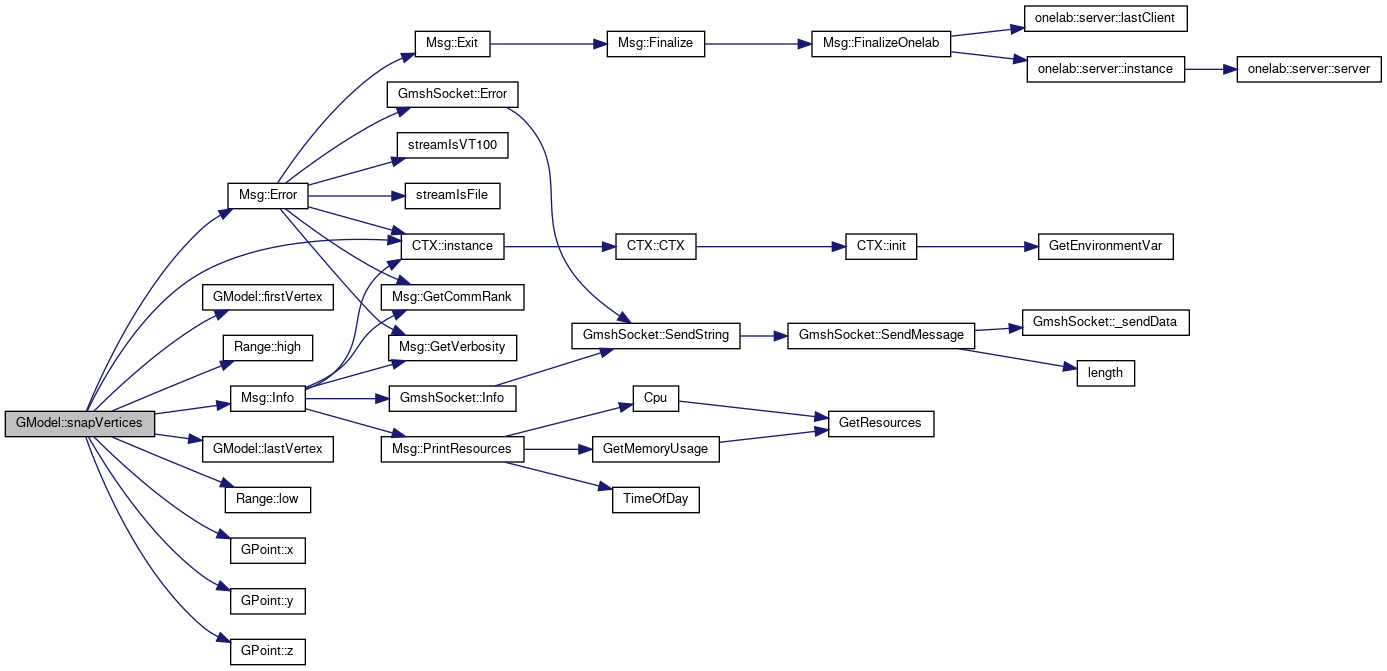 onelab::server::lastClient
Msg::Exit
Msg::Finalize
Msg::FinalizeOnelab
onelab::server::instance
onelab::server::server
GmshSocket::Error
streamIsVT100
Msg::Error
streamIsFile
CTX::instance
CTX::CTX
CTX::init
GetEnvironmentVar
GModel::firstVertex
Msg::GetCommRank
GmshSocket::_sendData
GmshSocket::SendString
GmshSocket::SendMessage
Range::high
Msg::GetVerbosity
length
Msg::Info
GmshSocket::Info
Cpu
GModel::snapVertices
GetResources
GModel::lastVertex
Msg::PrintResources
GetMemoryUsage
Range::low
TimeOfDay
GPoint::x
GPoint::y
GPoint::z